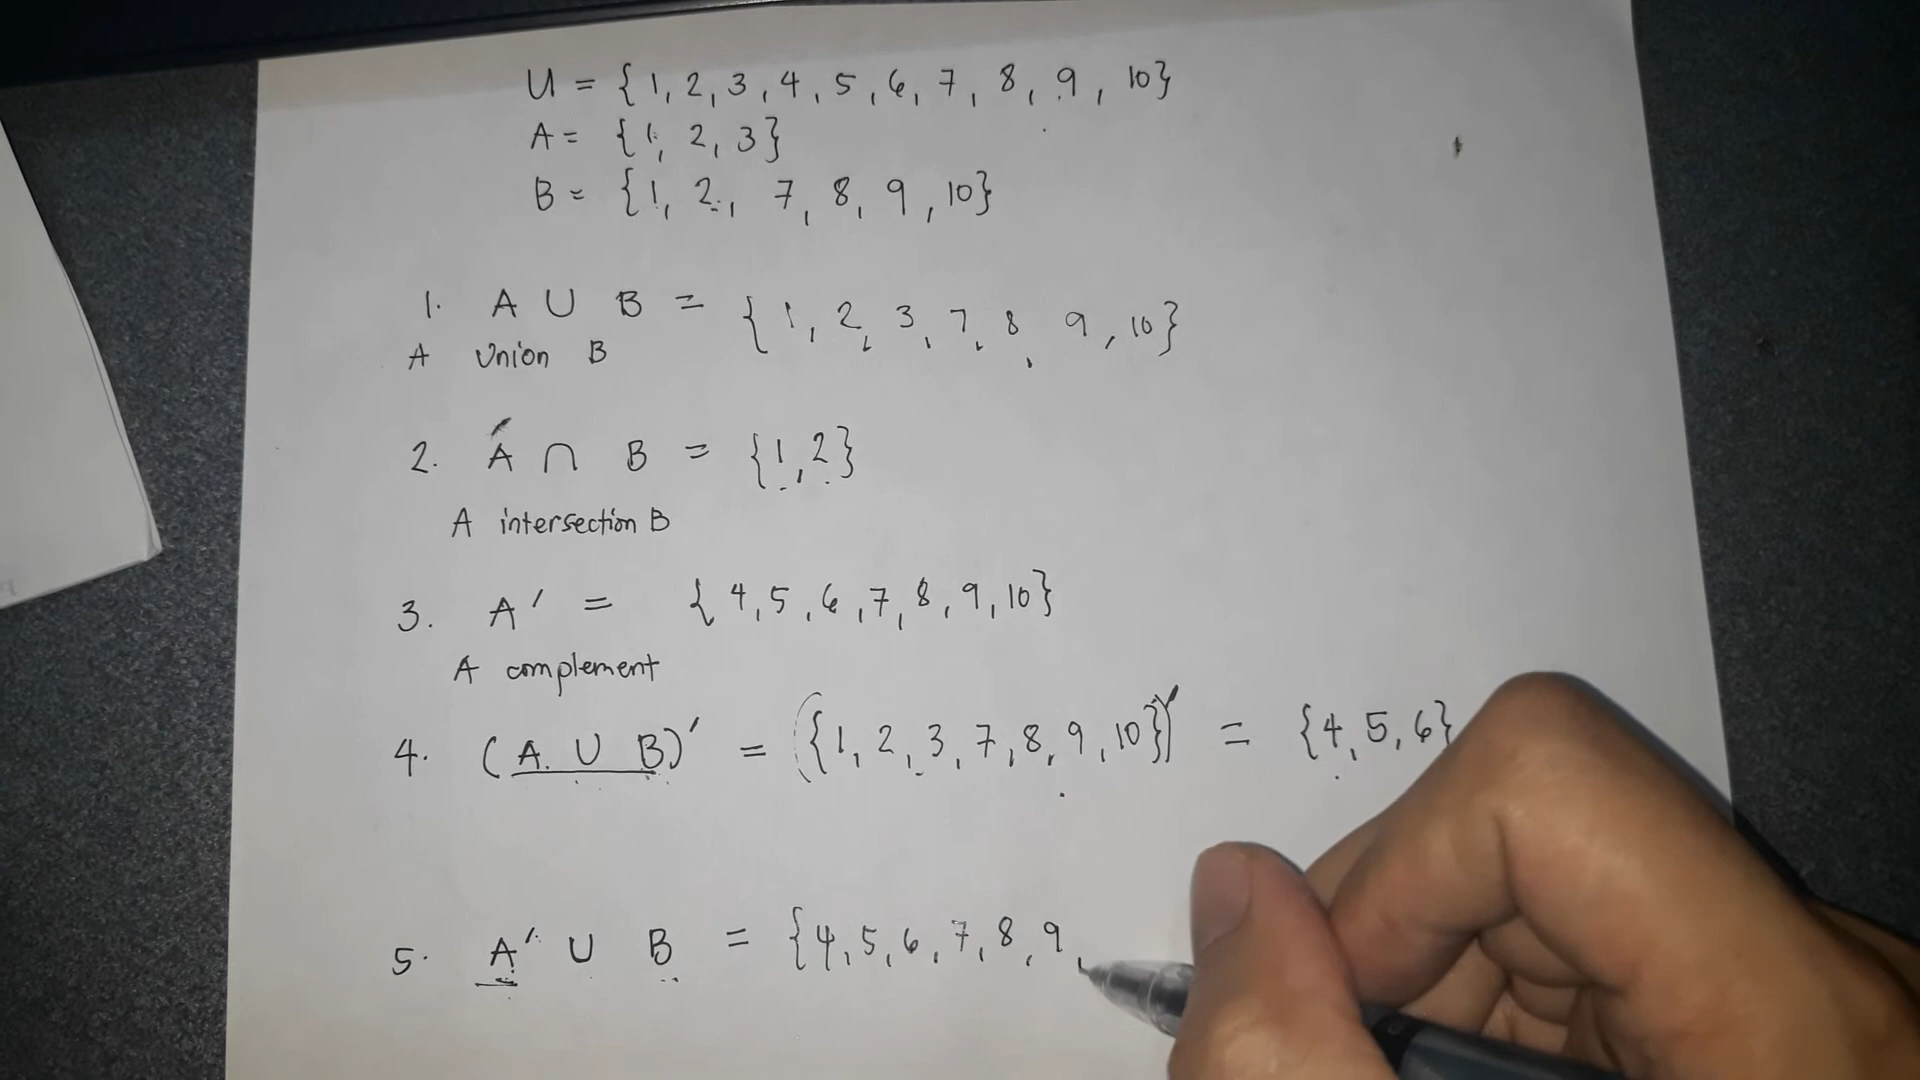 U = {1, 2, 3, 4, 5, 6, 7, 8, 9, 10}
A = {1, 2, 3}
B = {1, 2, 7, 8, 9, 10}
1. A ∪ B = {1, 2, 3, 7, 8, 9, 10}
A Union B
2. A ∩ B = {1, 2}
A intersection B
3. A′ = {4, 5, 6, 7, 8, 9, 10}
A complement
4. (A ∪ B)′ = ({1, 2, 3, 7, 8, 9, 10})′ = {4, 5, 6}
5. A′ ∪ B = {4, 5, 6, 7, 8, 9,